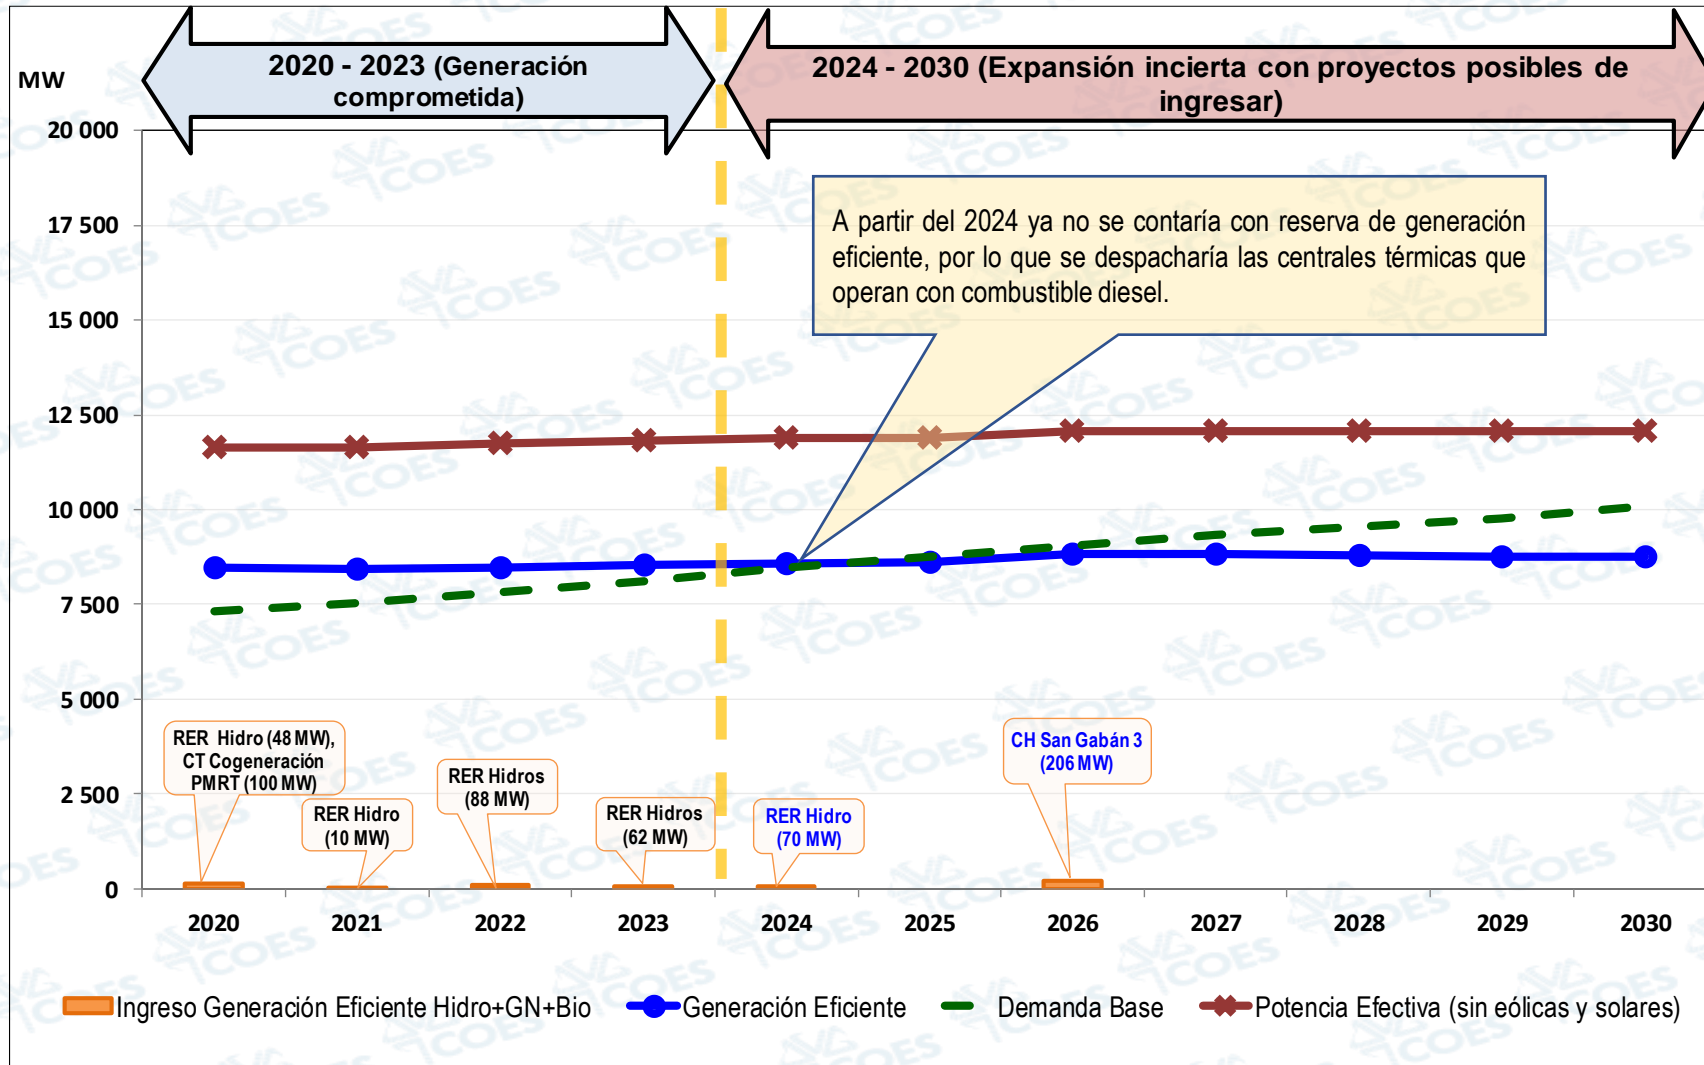 2020 - 2023 (Generación
comprometida)
2024 - 2030 (Expansión incierta con proyectos posibles de
ingresar)
MW
20 000
17 500
15 000
12 500
10 000
7 500
5 000
2 500
0
A partir del 2024 ya no se contaría con reserva de generación
eficiente, por lo que se despacharía las centrales térmicas que
operan con combustible diesel.
RER Hidro (48 MW),
CT Cogeneración
PMRT (100 MW)
RER Hidro
(10 MW)
RER Hidros
(88 MW)
RER Hidros
(62 MW)
RER Hidro
(70 MW)
CH San Gabán 3
(206 MW)
2020
2021
2022
2023
2024
2025
2026
2027
2028
2029
2030
Ingreso Generación Eficiente Hidro+GN+Bio
Generación Eficiente
Demanda Base
Potencia Efectiva (sin eólicas y solares)
COES